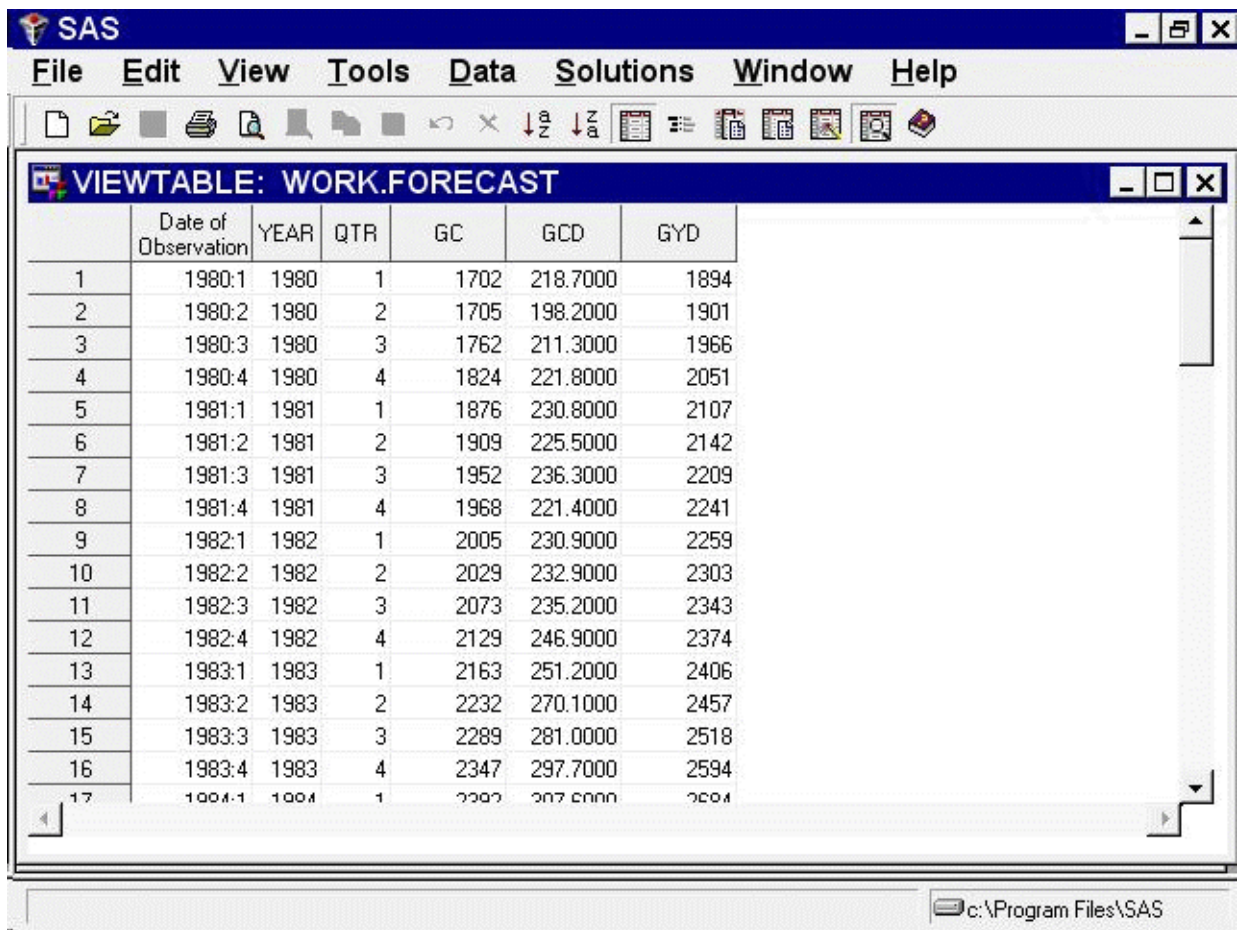 SAS
File Edit View Tools Data Solutions Window Help
VIEWTABLE: WORK.FORECAST
Date of Observation YEAR QTR GC GCD GYD
1 1980:1 1980 1 1702 218.7000 1894
2 1980:2 1980 2 1705 198.2000 1901
3 1980:3 1980 3 1762 211.3000 1966
4 1980:4 1980 4 1824 221.8000 2051
5 1981:1 1981 1 1876 230.8000 2107
6 1981:2 1981 2 1909 225.5000 2142
7 1981:3 1981 3 1952 236.3000 2209
8 1981:4 1981 4 1968 221.4000 2241
9 1982:1 1982 1 2005 230.9000 2259
10 1982:2 1982 2 2029 232.9000 2303
11 1982:3 1982 3 2073 235.2000 2343
12 1982:4 1982 4 2129 246.9000 2374
13 1983:1 1983 1 2163 251.2000 2406
14 1983:2 1983 2 2232 270.1000 2457
15 1983:3 1983 3 2289 281.0000 2518
16 1983:4 1983 4 2347 297.7000 2594
17 1984:1 1984 1
c:\Program Files\SAS